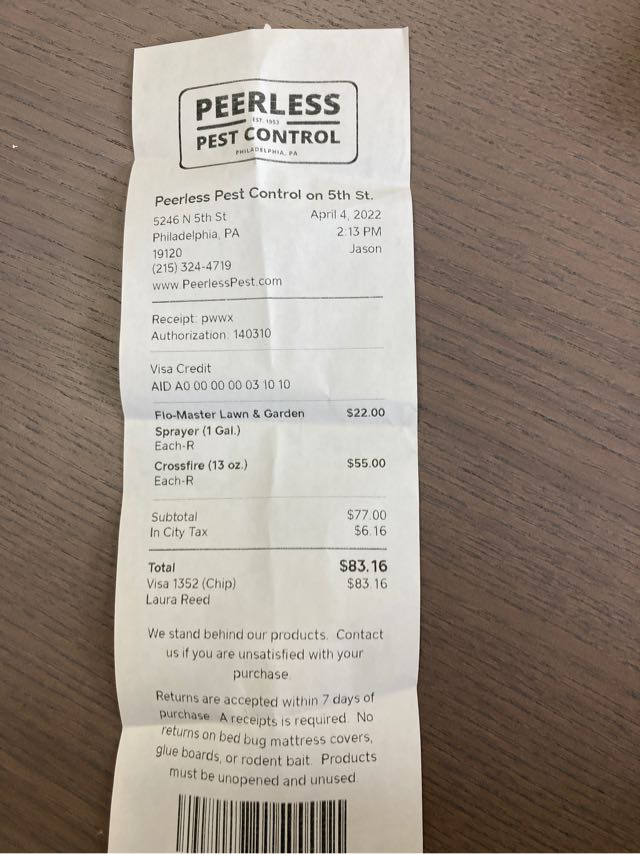 PEERLESS
EST. 1953
PEST CONTROL
PHILADELPHIA, PA
Peerless Pest Control on 5th St.
5246 N 5th St April 4, 2022
Philadelphia, PA 2:13 PM
19120 Jason
(215) 324-4719
www.PeerlessPest.com
Receipt: pwwx
Authorization: 140310
Visa Credit
AID A0 00 00 00 03 10 10
Flo-Master Lawn & Garden $22.00
Sprayer (1 Gal.)
Each-R
Crossfire (13 oz.) $55.00
Each-R
Subtotal $77.00
In City Tax $6.16
Total $83.16
Visa 1352 (Chip) $83.16
Laura Reed
We stand behind our products. Contact
us if you are unsatisfied with your
purchase.
Returns are accepted within 7 days of
purchase. A receipts is required. No
returns on bed bug mattress covers,
glue boards, or rodent bait. Products
must be unopened and unused.